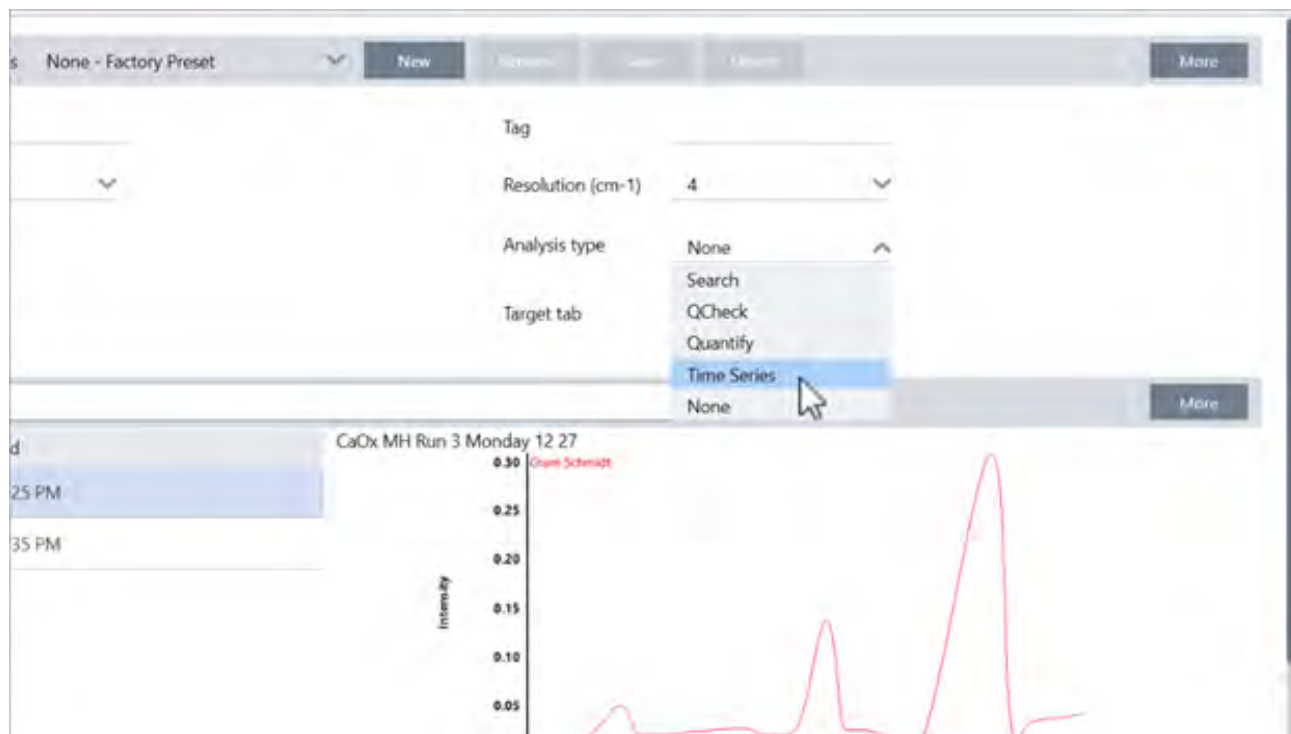 s None - Factory Preset New More
Tag
Resolution (cm-1) 4
Analysis type None
Search
Target tab QCheck
Quantify
Time Series
None
More
d
25 PM
35 PM
CaOx MH Run 3 Monday 12 27
Gram Schmidt
Intensity
0.30
0.25
0.20
0.15
0.10
0.05